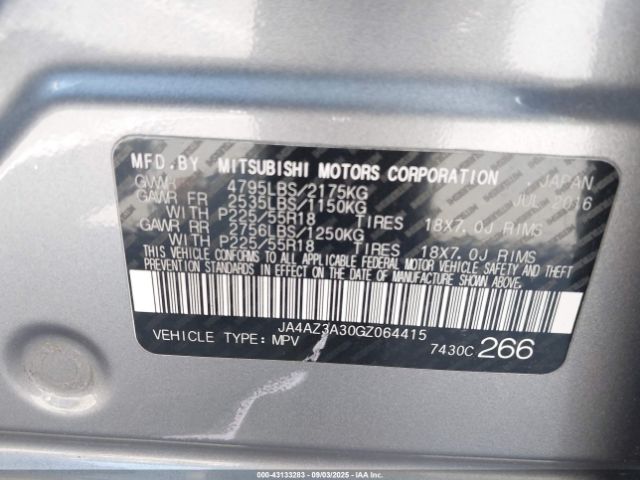 MFD.BY MITSUBISHI MOTORS CORPORATION JAPAN
GVWR 4795LBS/2175KG JUL 2016
GAWR FR 2535LBS/1150KG
WITH P225/55R18 TIRES 18X7.0J RIMS
GAWR RR 2756LBS/1250KG
WITH P225/55R18 TIRES 18X7.0J RIMS
THIS VEHICLE CONFORMS TO ALL APPLICABLE FEDERAL MOTOR VEHICLE SAFETY AND THEFT
PREVENTION STANDARDS IN EFFECT ON THE DATE OF MANUFACTURE SHOWN ABOVE.
JA4AZ3A30GZ064415
VEHICLE TYPE: MPV 7430C 266
000-43133283 - 09/03/2025 - IAAI.COM